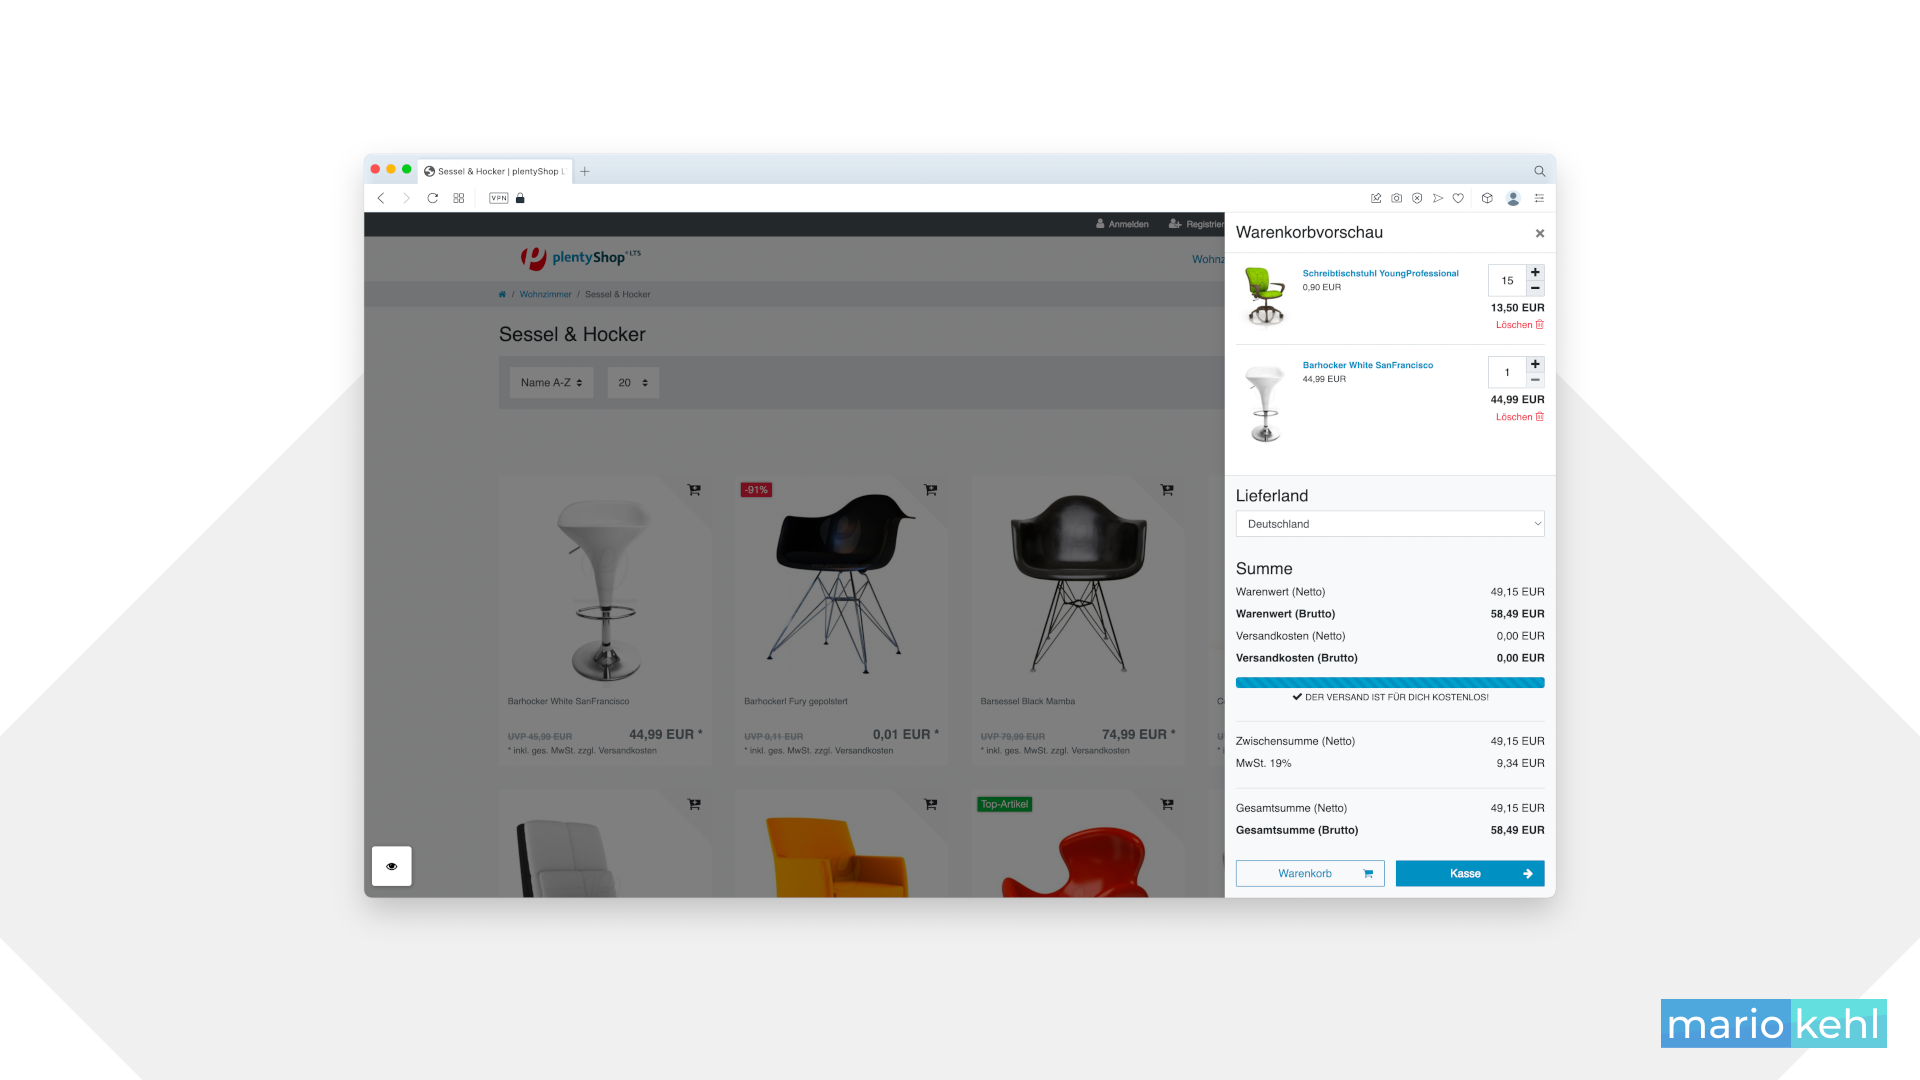 Sessel & Hocker | plentyShop L
VPN
Anmelden
Registrier
plentyShop LTS
Wohnz
Wohnzimmer / Sessel & Hocker
Sessel & Hocker
Name A-Z
20
Barhocker White SanFrancisco
UVP 45,99 EUR
44,99 EUR *
* inkl. ges. MwSt. zzgl. Versandkosten
-91%
Barhockerl Fury gepolstert
UVP 0,11 EUR
0,01 EUR *
* inkl. ges. MwSt. zzgl. Versandkosten
Barsessel Black Mamba
UVP 79,99 EUR
74,99 EUR *
* inkl. ges. MwSt. zzgl. Versandkosten
Top-Artikel
Warenkorbvorschau
Schreibtischstuhl YoungProfessional
0,90 EUR
15
13,50 EUR
Löschen
Barhocker White SanFrancisco
44,99 EUR
1
44,99 EUR
Löschen
Lieferland
Deutschland
Summe
Warenwert (Netto) 49,15 EUR
Warenwert (Brutto) 58,49 EUR
Versandkosten (Netto) 0,00 EUR
Versandkosten (Brutto) 0,00 EUR
DER VERSAND IST FÜR DICH KOSTENLOS!
Zwischensumme (Netto) 49,15 EUR
MwSt. 19% 9,34 EUR
Gesamtsumme (Netto) 49,15 EUR
Gesamtsumme (Brutto) 58,49 EUR
Warenkorb
Kasse
mario kehl